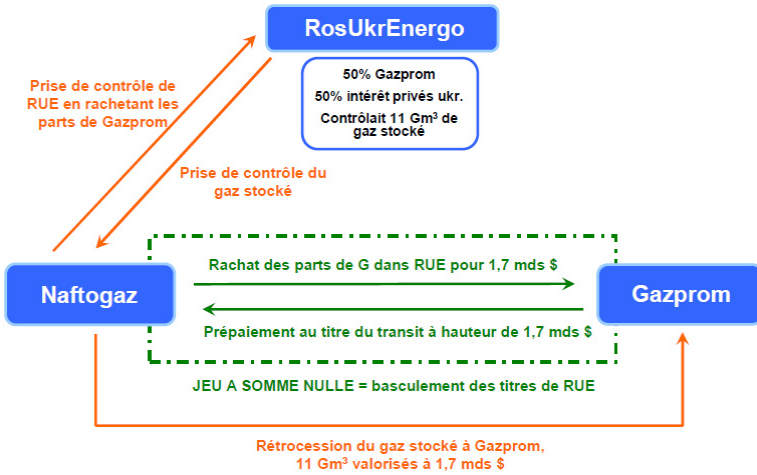 RosUkrEnergo
50% Gazprom
50% intérêt privés ukr.
Contrôlait 11 Gm³ de
gaz stocké
Prise de contrôle de
RUE en rachetant les
parts de Gazprom
Prise de contrôle du
gaz stocké
Naftogaz
Rachat des parts de G dans RUE pour 1,7 mds $
Prépaiement au titre du transit à hauteur de 1,7 mds $
Gazprom
JEU A SOMME NULLE = basculement des titres de RUE
Rétrocession du gaz stocké à Gazprom,
11 Gm³ valorisés à 1,7 mds $